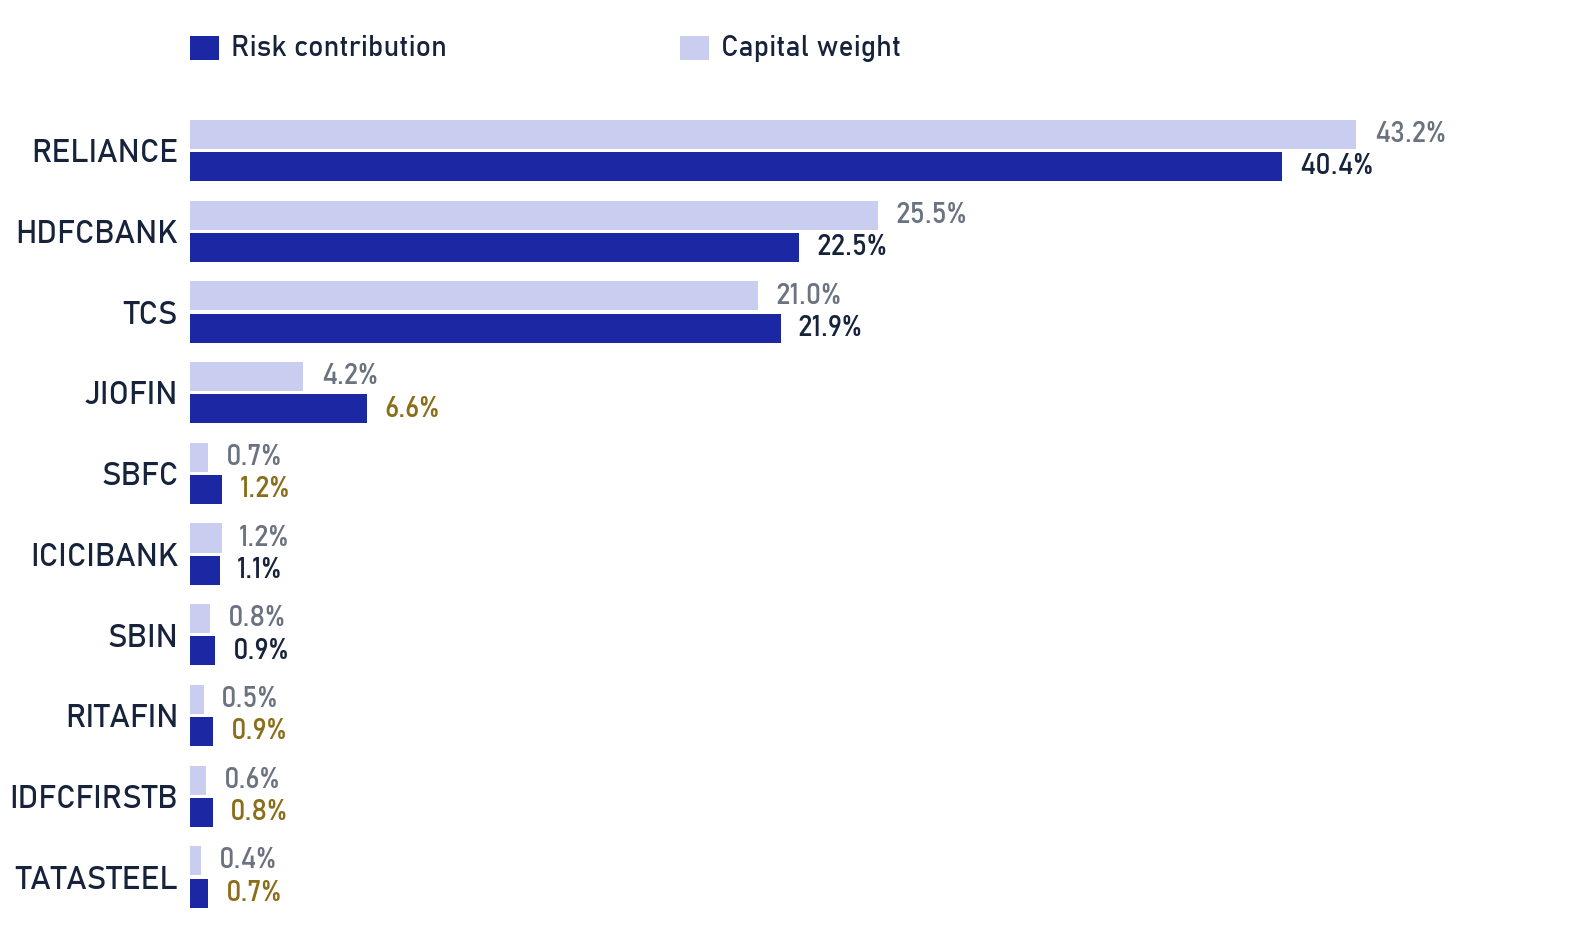 Risk contribution
Capital weight
RELIANCE
43.2%
40.4%
HDFCBANK
25.5%
22.5%
TCS
21.0%
21.9%
JIOFIN
4.2%
6.6%
SBFC
0.7%
1.2%
ICICIBANK
1.2%
1.1%
SBIN
0.8%
0.9%
RITAFIN
0.5%
0.9%
IDFCFIRSTB
0.6%
0.8%
TATASTEEL
0.4%
0.7%